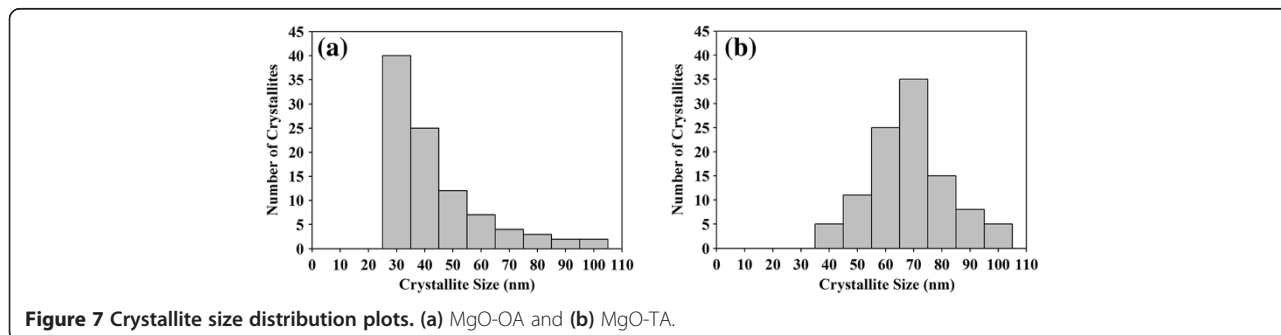 (a)
Number of Crystallites
45
40
35
30
25
20
15
10
5
0
0 10 20 30 40 50 60 70 80 90 100 110
Crystallite Size (nm)
(b)
Number of Crystallites
45
40
35
30
25
20
15
10
5
0
0 10 20 30 40 50 60 70 80 90 100 110
Crystallite Size (nm)
Figure 7 Crystallite size distribution plots. (a) MgO-OA and (b) MgO-TA.